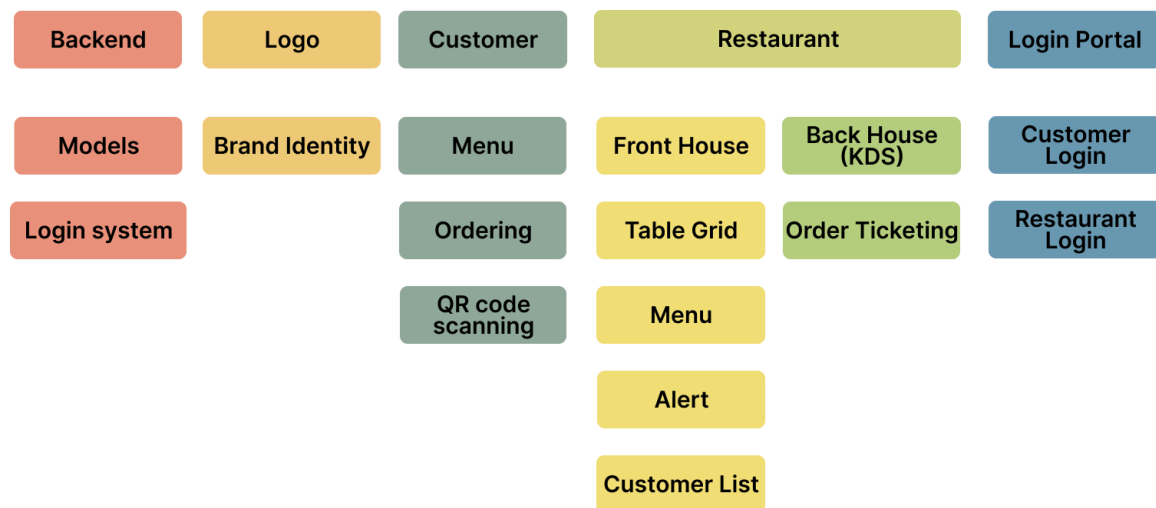 Backend
Logo
Customer
Restaurant
Login Portal
Models
Brand Identity
Menu
Front House
Back House
(KDS)
Customer
Login
Login system
Ordering
Table Grid
Order Ticketing
Restaurant
Login
QR code
scanning
Menu
Alert
Customer List